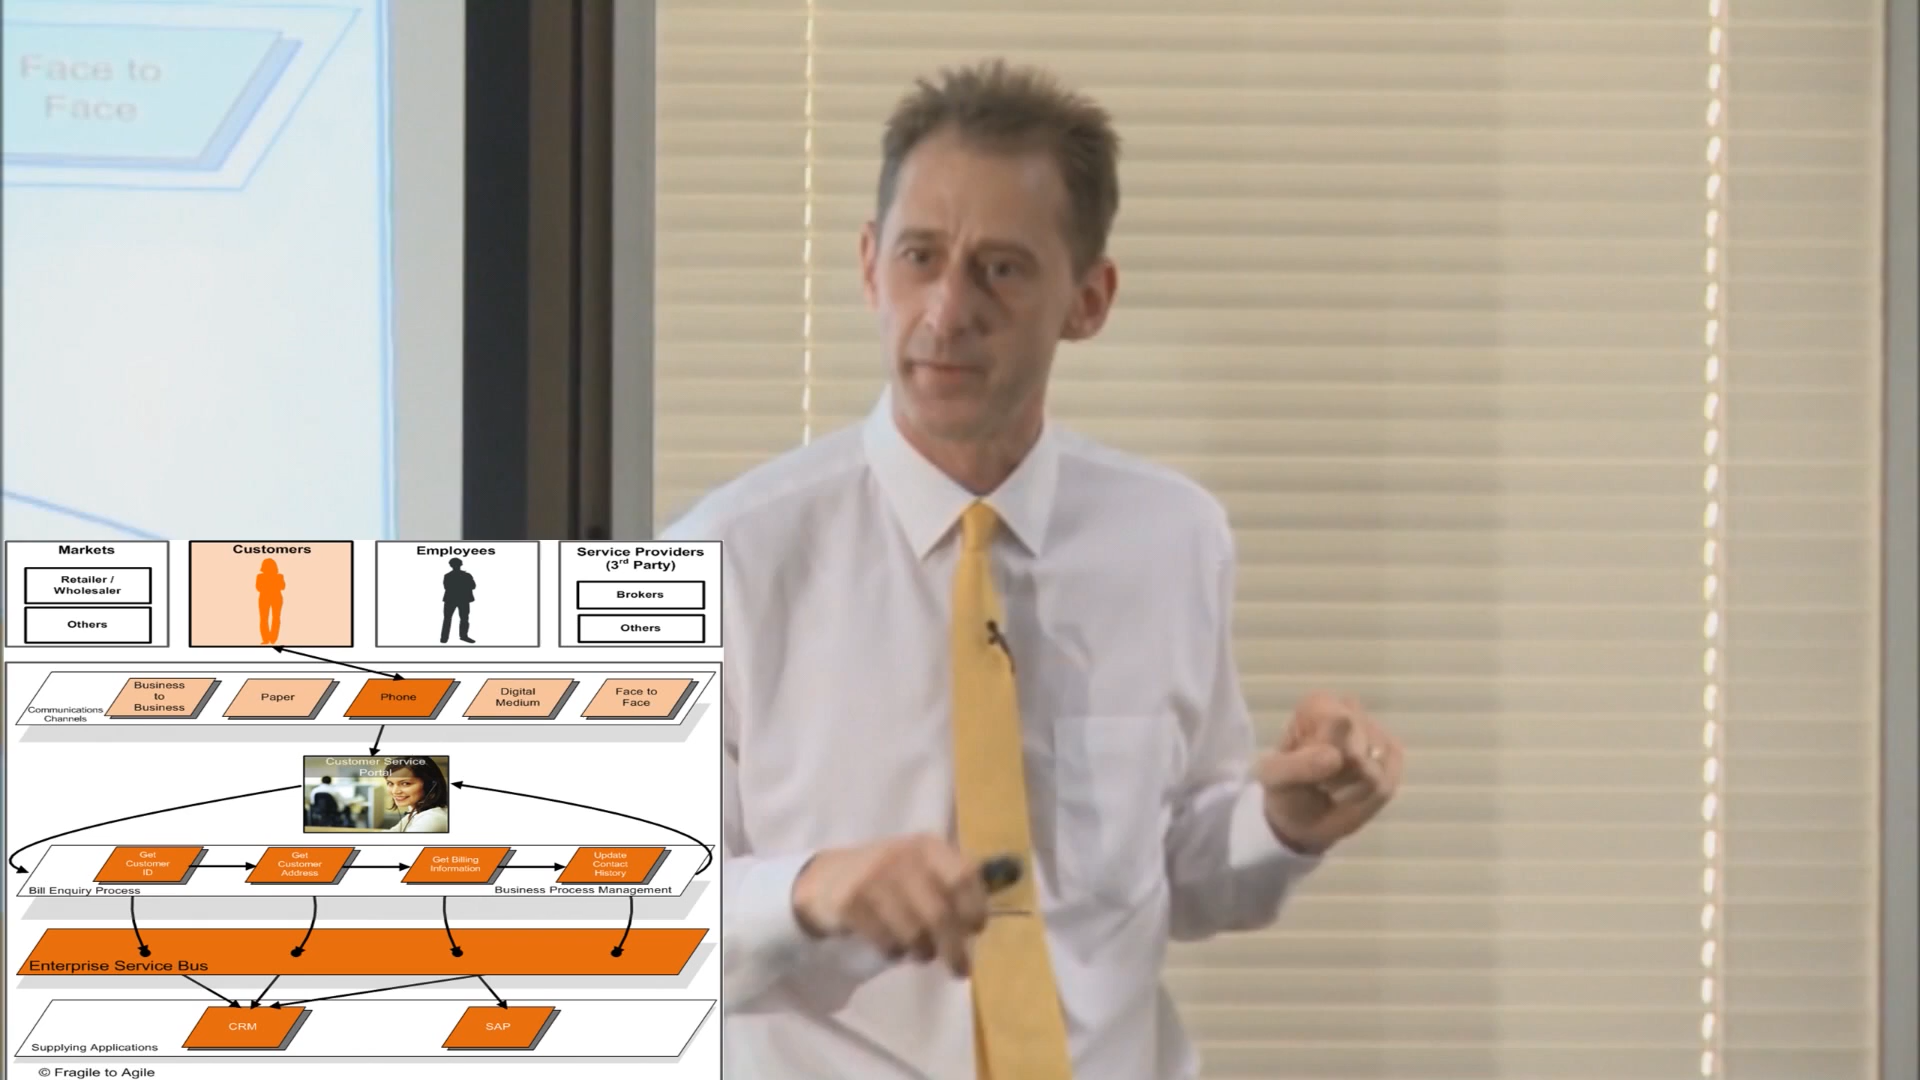 Face to
Face
Markets
Retailer /
Wholesaler
Others
Customers
Employees
Service Providers
(3rd Party)
Brokers
Others
Communications
Channels
Business
to
Business
Paper
Phone
Digital
Medium
Face to
Face
Customer Service
Portal
Get
Customer
ID
Get
Customer
Address
Get Billing
Information
Update
Contact
History
Bill Enquiry Process
Business Process Management
Enterprise Service Bus
CRM
SAP
Supplying Applications
© Fragile to Agile